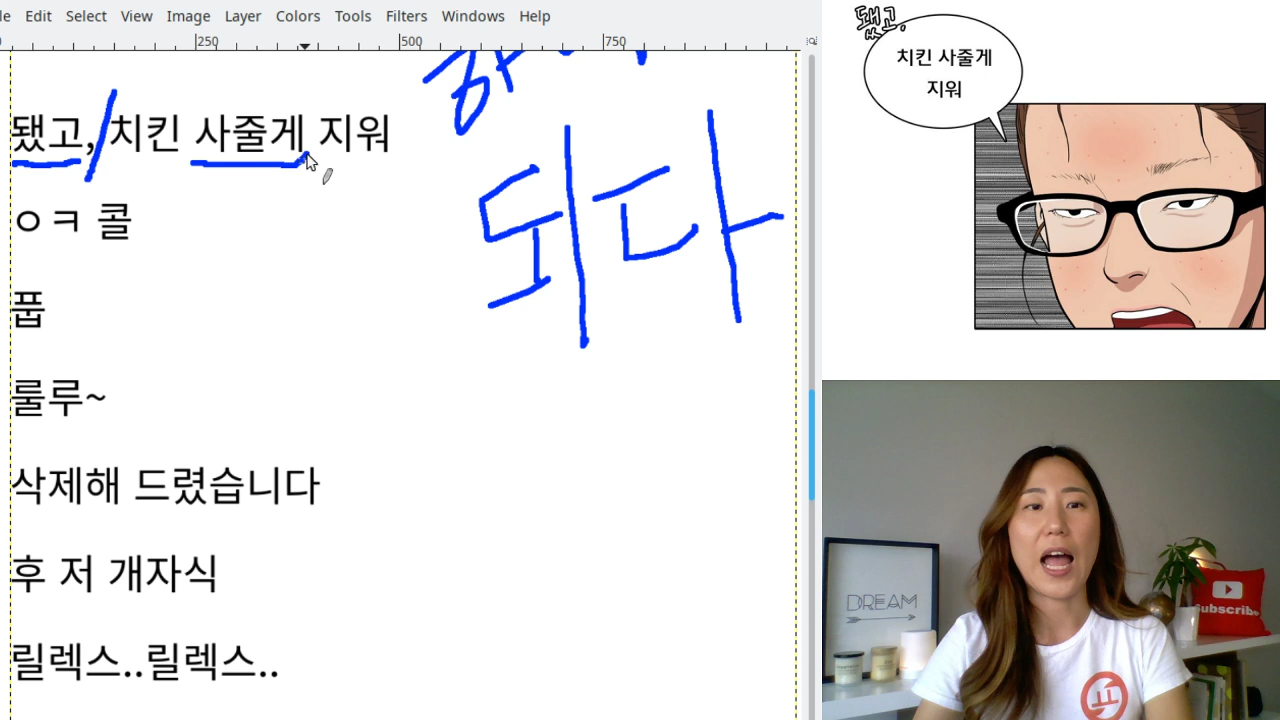 Edit Select View Image Layer Colors Tools Filters Windows Help
250 500 750
됐고, 치킨 사줄게 지워
ㅇㅋ 콜
풉
룰루~
삭제해 드렸습니다
후 저 개자식
릴렉스..릴렉스..
되다
됐고,
치킨 사줄게
지워
DREAM
Subscribe